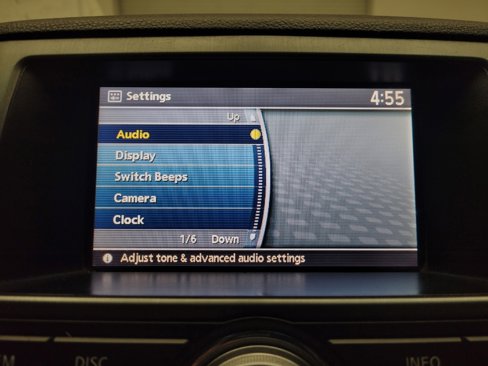 Settings
4:55
Up
Audio
Display
Switch Beeps
Camera
Clock
1/6 Down
Adjust tone & advanced audio settings
DISC
INFO